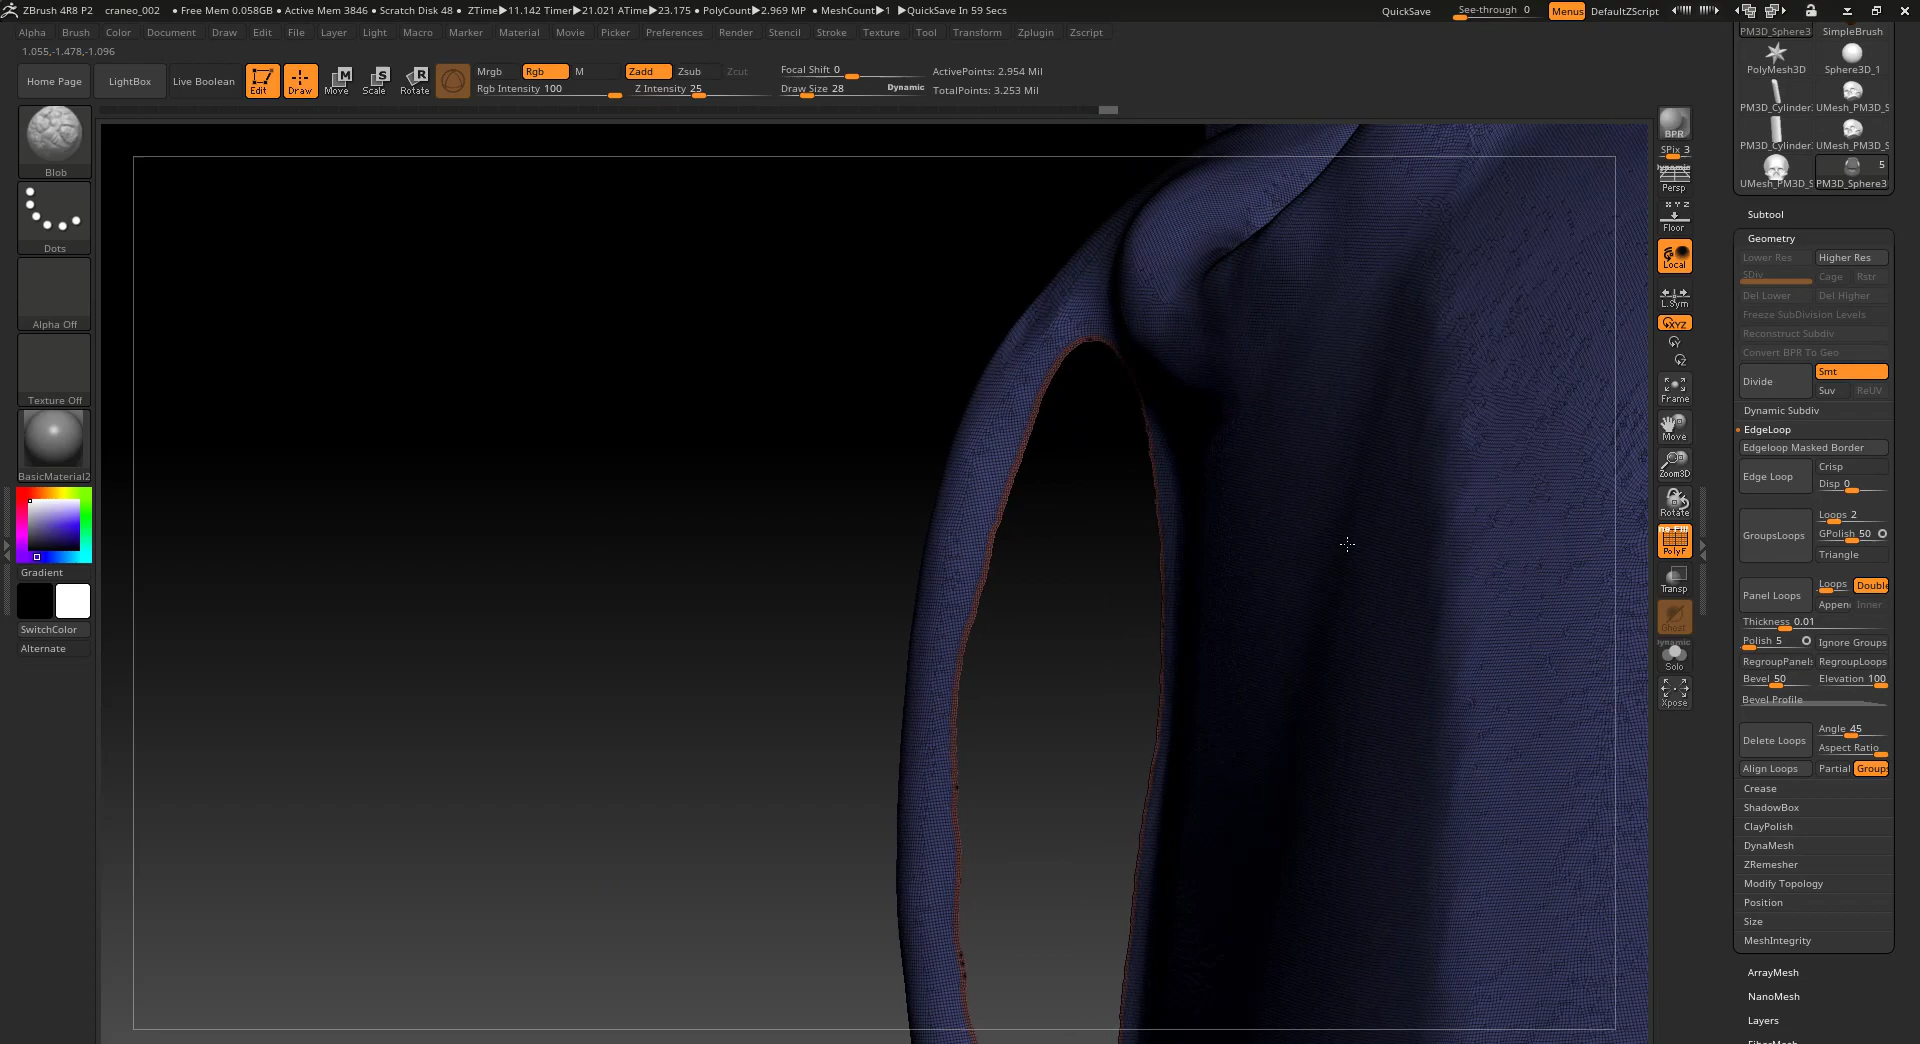 ZBrush 4R8 P2 craneo_002 • Free Mem 0.058GB • Active Mem 3846 • Scratch Disk 48 • ZTime▶11.142 Timer▶21.021 ATime▶23.175 • PolyCount▶2.969 MP • MeshCount▶1 ▶QuickSave In 59 Secs QuickSave See-through 0 Menus DefaultZScript
Alpha Brush Color Document Draw Edit File Layer Light Macro Marker Material Movie Picker Preferences Render Stencil Stroke Texture Tool Transform Zplugin Zscript
1.055,-1.478,-1.096
Home Page LightBox Live Boolean Edit Draw Move Scale Rotate
Mrgb Rgb M Zadd Zsub Zcut
Rgb Intensity 100 Z Intensity 25
Focal Shift 0 ActivePoints: 2.954 Mil
Draw Size 28 Dynamic TotalPoints: 3.253 Mil
Blob
Dots
Alpha Off
Texture Off
BasicMaterial2
Gradient
SwitchColor
Alternate
BPR
SPix 3
Dynamic
Persp
X Y Z
Floor
Local
L.Sym
XYZ
Y
Z
Frame
Move
Zoom3D
Rotate
PolyF
Transp
Ghost
Dynamic
Solo
Xpose
PM3D_Sphere3 SimpleBrush
PolyMesh3D Sphere3D_1
PM3D_Cylinder: UMesh_PM3D_S
PM3D_Cylinder: UMesh_PM3D_S
5
UMesh_PM3D_S PM3D_Sphere3
Subtool
Geometry
Lower Res Higher Res
SDiv Cage Rstr
Del Lower Del Higher
Freeze SubDivision Levels
Reconstruct Subdiv
Convert BPR To Geo
Divide Smt
Suv ReUV
Dynamic Subdiv
EdgeLoop
Edgeloop Masked Border
Edge Loop Crisp
Disp 0
Loops 2
GroupsLoops GPolish 50
Triangle
Panel Loops Loops Double
Appen Inner
Thickness 0.01
Polish 5 Ignore Groups
RegroupPanels RegroupLoops
Bevel 50 Elevation 100
Bevel Profile
Delete Loops Angle 45
Aspect Ratio
Align Loops Partial Groups
Crease
ShadowBox
ClayPolish
DynaMesh
ZRemesher
Modify Topology
Position
Size
MeshIntegrity
ArrayMesh
NanoMesh
Layers